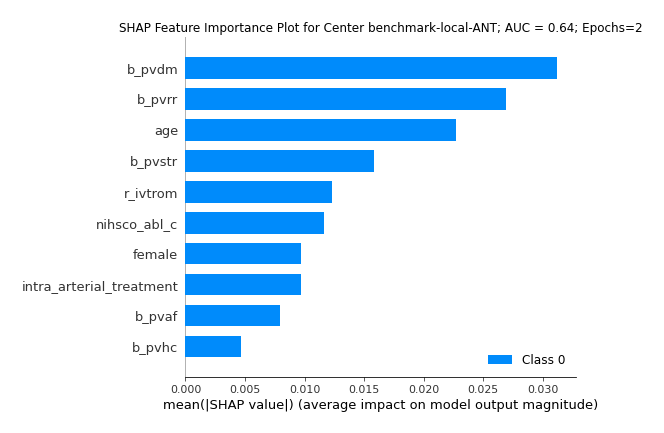 SHAP Feature Importance Plot for Center benchmark-local-ANT; AUC = 0.64; Epochs=2
b_pvdm
b_pvrr
age
b_pvstr
r_ivtrom
nihsco_abl_c
female
intra_arterial_treatment
b_pvaf
b_pvhc
Class 0
0.000 0.005 0.010 0.015 0.020 0.025 0.030
mean(|SHAP value|) (average impact on model output magnitude)